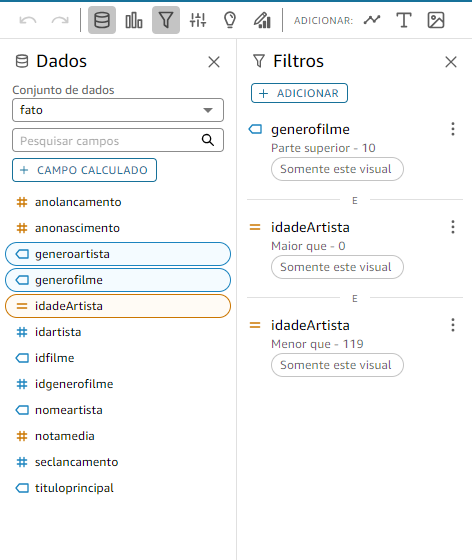 ADICIONAR:
Dados
Conjunto de dados
fato
Pesquisar campos
+ CAMPO CALCULADO
anolancamento
anonascimento
generoartista
generofilme
idadeArtista
idartista
idfilme
idgenerofilme
nomeartista
notamedia
seclancamento
tituloprincipal
Filtros
+ ADICIONAR
generofilme
Parte superior - 10
Somente este visual
E
idadeArtista
Maior que - 0
Somente este visual
E
idadeArtista
Menor que - 119
Somente este visual